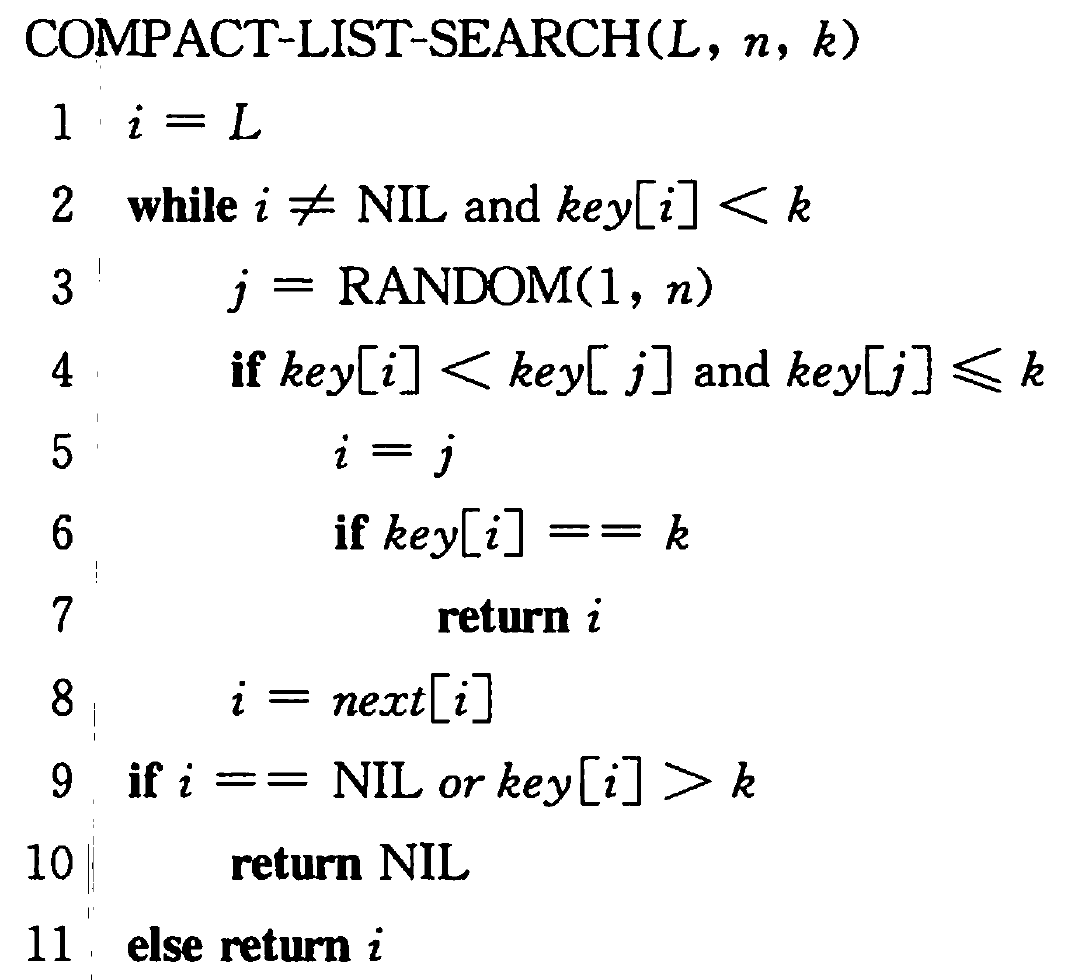 COMPACT-LIST-SEARCH(L, n, k)
1 i = L
2 while i ≠ NIL and key[i] < k
3 j = RANDOM(1, n)
4 if key[i] < key[j] and key[j] ⩽ k
5 i = j
6 if key[i] == k
7 return i
8 i = next[i]
9 if i == NIL or key[i] > k
10 return NIL
11 else return i